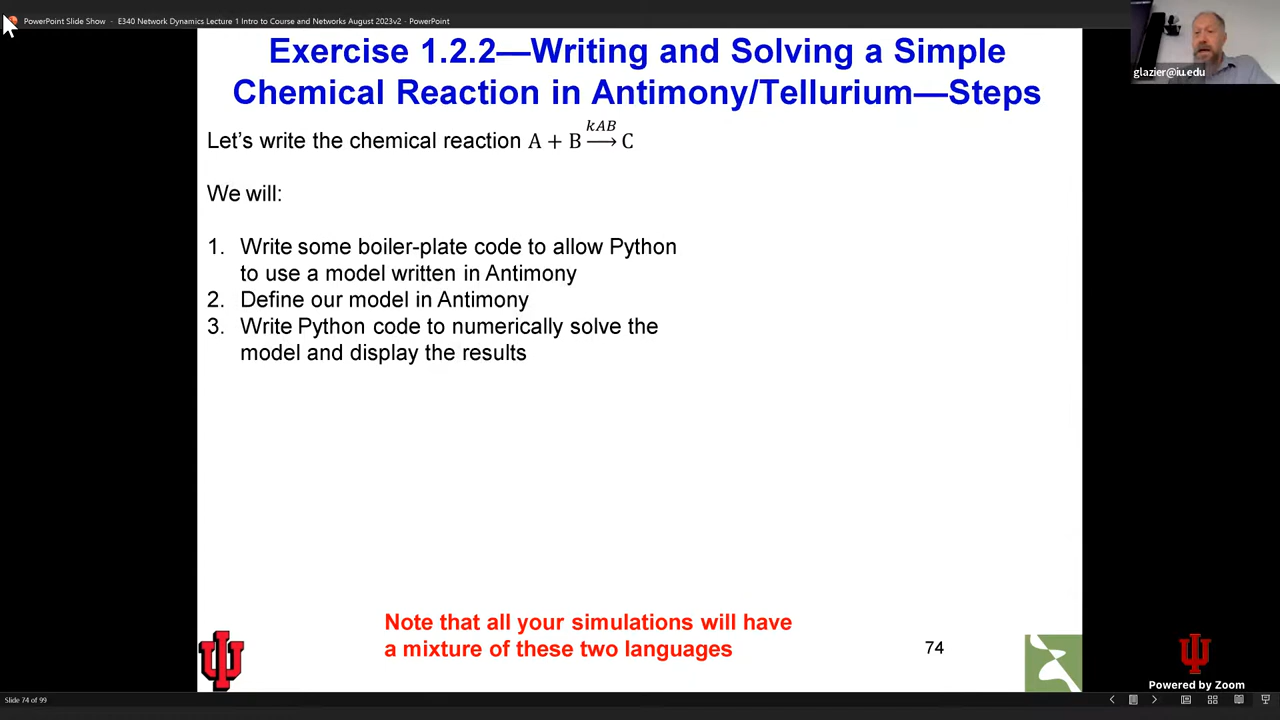 PowerPoint Slide Show - E340 Network Dynamics Lecture 1 Intro to Course and Networks August 2023v2 - PowerPoint
glazier@iu.edu
Exercise 1.2.2—Writing and Solving a Simple
Chemical Reaction in Antimony/Tellurium—Steps
Let’s write the chemical reaction A + B kAB⟶ C
We will:
1. Write some boiler-plate code to allow Python
to use a model written in Antimony
2. Define our model in Antimony
3. Write Python code to numerically solve the
model and display the results
Note that all your simulations will have
a mixture of these two languages
74
Powered by Zoom
Slide 74 of 99